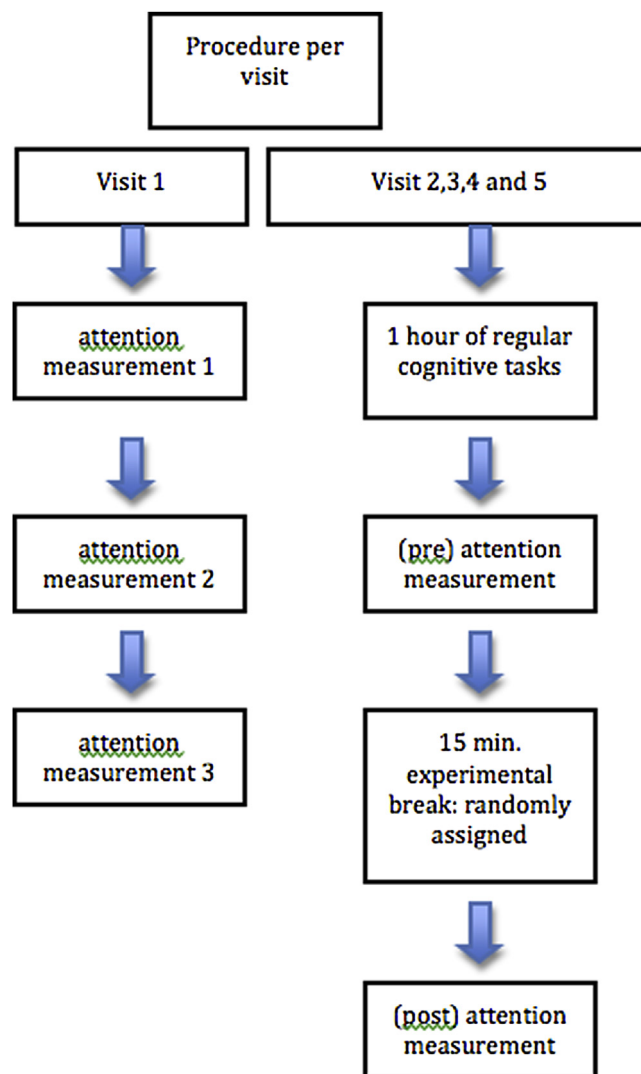 Procedure per
visit
Visit 1
Visit 2,3,4 and 5
attention
measurement 1
1 hour of regular
cognitive tasks
attention
measurement 2
(pre) attention
measurement
attention
measurement 3
15 min.
experimental
break: randomly
assigned
(post) attention
measurement